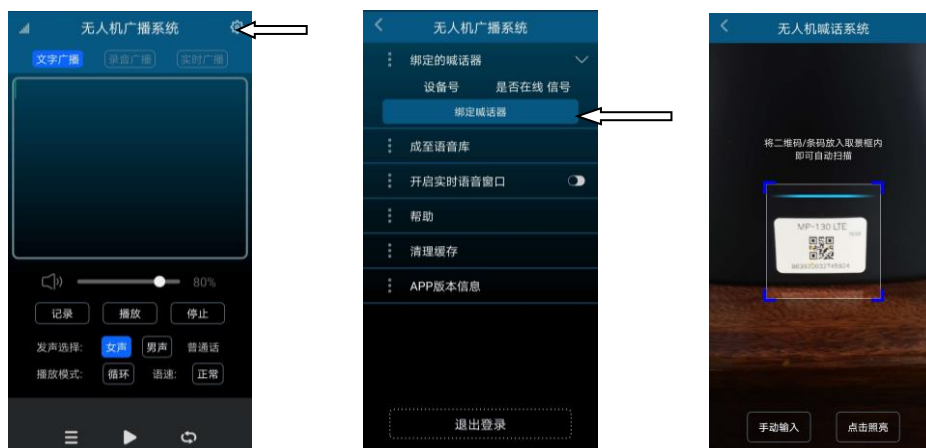 无人机广播系统
文字广播 录音广播 实时广播
80%
记录 播放 停止
发声选择: 女声 男声 普通话
播放模式: 循环 语速: 正常
无人机广播系统
绑定的喊话器
设备号 是否在线 信号
绑定喊话器
成至语音库
开启实时语音窗口
帮助
清理缓存
APP版本信息
退出登录
无人机喊话系统
将二维码/条码放入取景框内
即可自动扫描
MP-130 LTE
手动输入 点击照亮